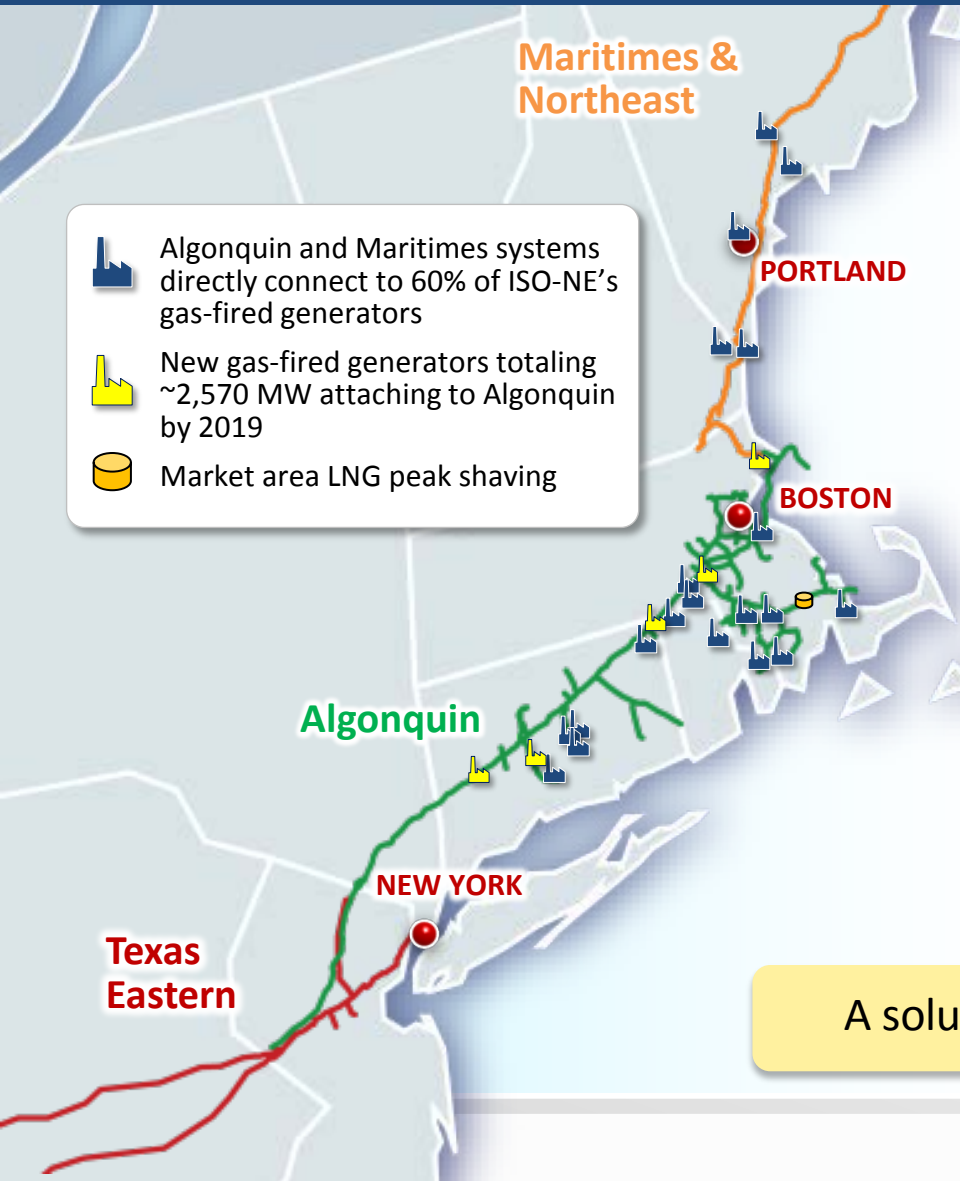 Maritimes &
Northeast
Algonquin and Maritimes systems
directly connect to 60% of ISO-NE’s
gas-fired generators
New gas-fired generators totaling
~2,570 MW attaching to Algonquin
by 2019
Market area LNG peak shaving
PORTLAND
BOSTON
Algonquin
NEW YORK
Texas
Eastern
A solu